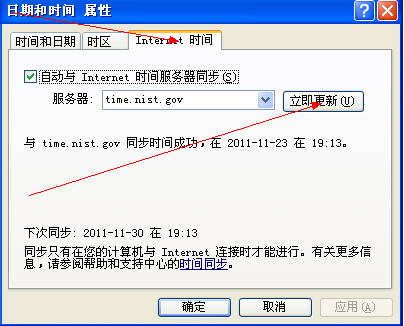 日期和时间 属性
时间和日期 时区 Internet 时间
自动与 Internet 时间服务器同步(S)
服务器: time.nist.gov 立即更新(U)
与 time.nist.gov 同步时间成功，在 2011-11-23 在 19:13。
下次同步: 2011-11-30 在 19:13
同步只有在您的计算机与 Internet 连接时才能进行。有关更多信
息，请参阅帮助和支持中心的时间同步。
确定 取消 应用(A)